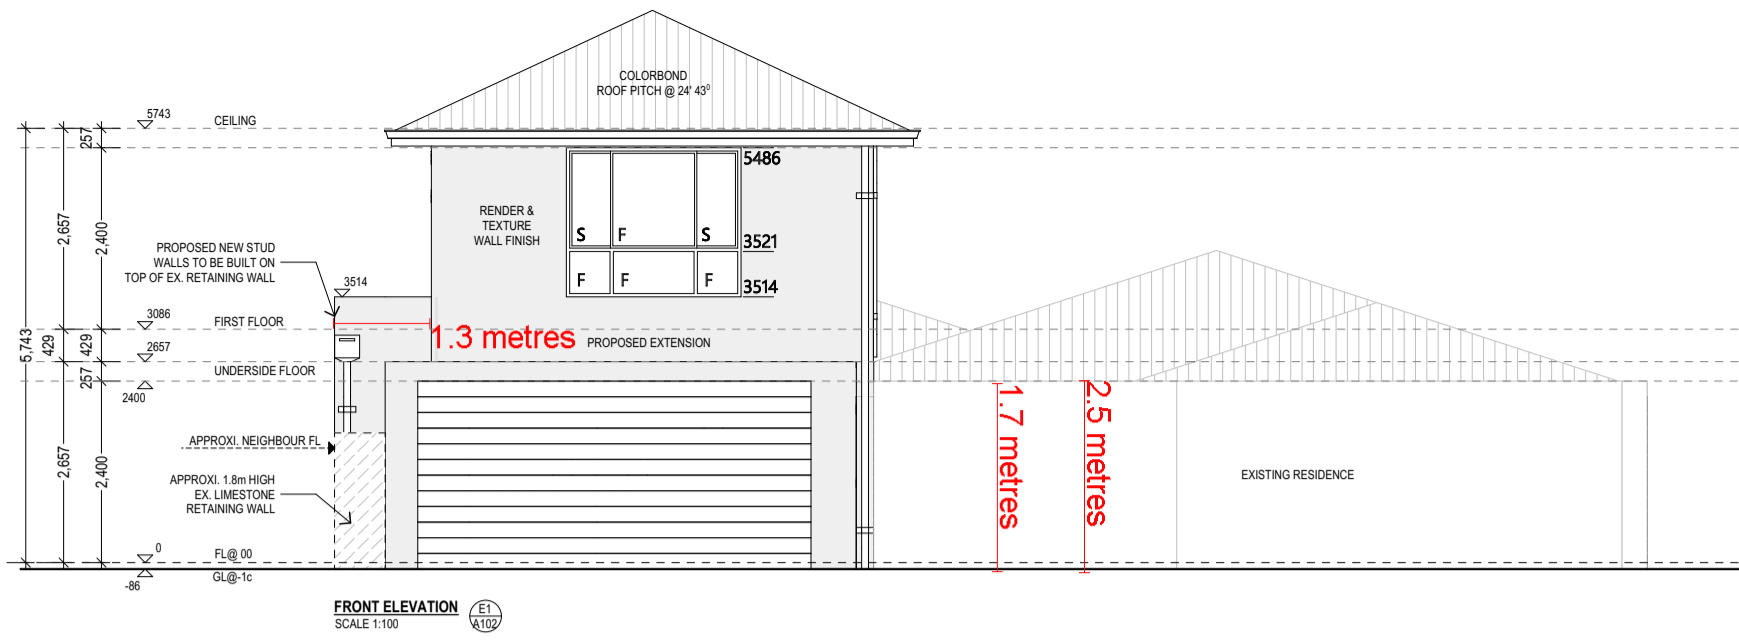 COLORBOND
ROOF PITCH @ 24' 43⁰
5743
CEILING
257
5486
RENDER &
TEXTURE
WALL FINISH
S F S
3521
F F F
3514
2,657
2,400
PROPOSED NEW STUD
WALLS TO BE BUILT ON
TOP OF EX. RETAINING WALL
3514
3086
FIRST FLOOR
1.3 metres
PROPOSED EXTENSION
5,743
429
429
2657
UNDERSIDE FLOOR
257
2400
1.7 metres
2.5 metres
APPROXI. NEIGHBOUR FL
2,657
2,400
APPROXI. 1.8m HIGH
EX. LIMESTONE
RETAINING WALL
EXISTING RESIDENCE
0
FL@ 00
-86
GL@-1c
FRONT ELEVATION
SCALE 1:100
E1
A102